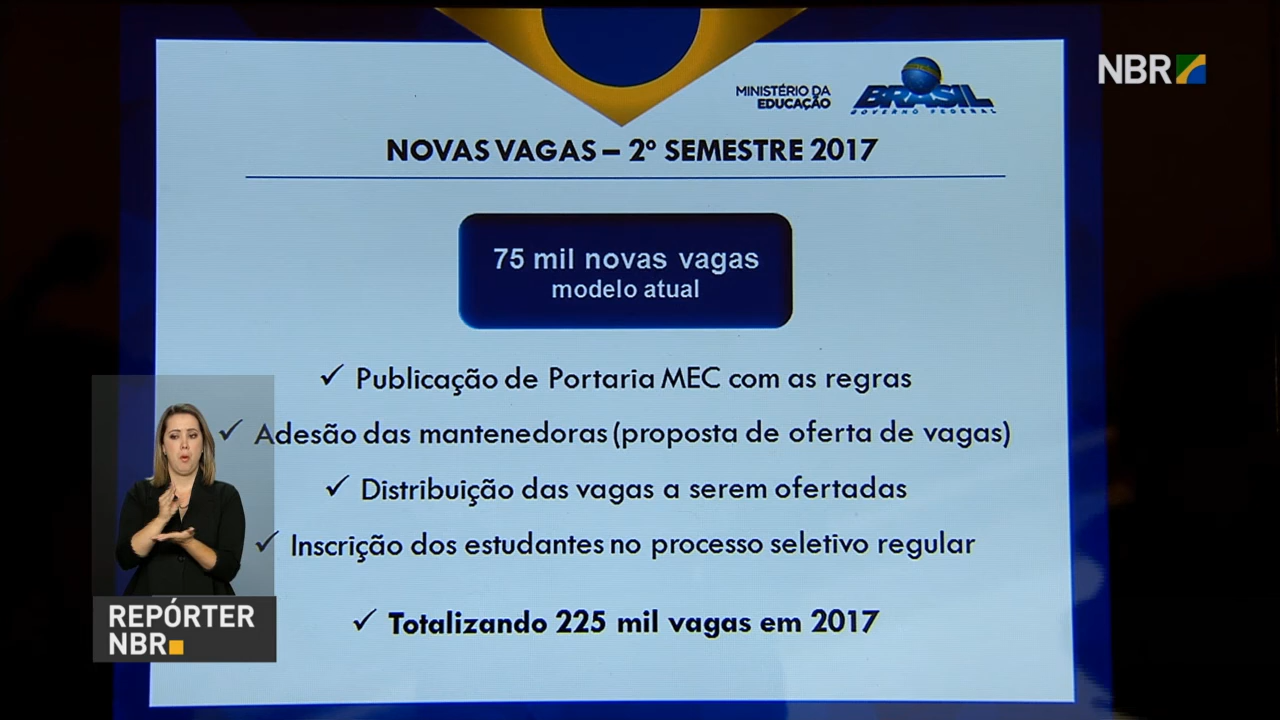 NBR
MINISTÉRIO DA
EDUCAÇÃO
BRASIL
GOVERNO FEDERAL
NOVAS VAGAS – 2º SEMESTRE 2017
75 mil novas vagas
modelo atual
✓ Publicação de Portaria MEC com as regras
✓ Adesão das mantenedoras (proposta de oferta de vagas)
✓ Distribuição das vagas a serem ofertadas
✓ Inscrição dos estudantes no processo seletivo regular
✓ Totalizando 225 mil vagas em 2017
REPÓRTER
NBR